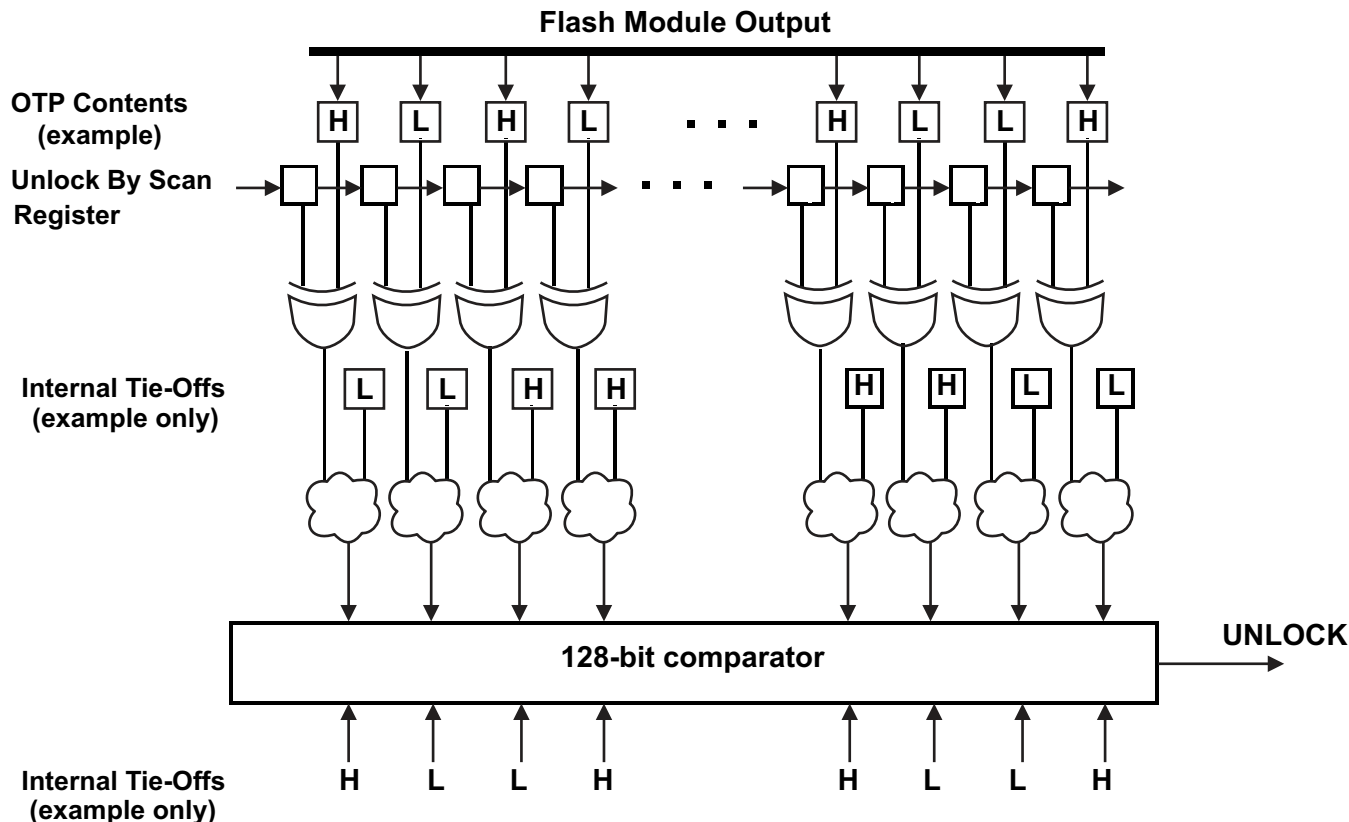 Flash Module Output
OTP Contents
(example)
H L H L . . . H L L H
Unlock By Scan
Register
. . .
Internal Tie-Offs
(example only)
L L H H H H L L
128-bit comparator
UNLOCK
H L L H H L L H
Internal Tie-Offs
(example only)